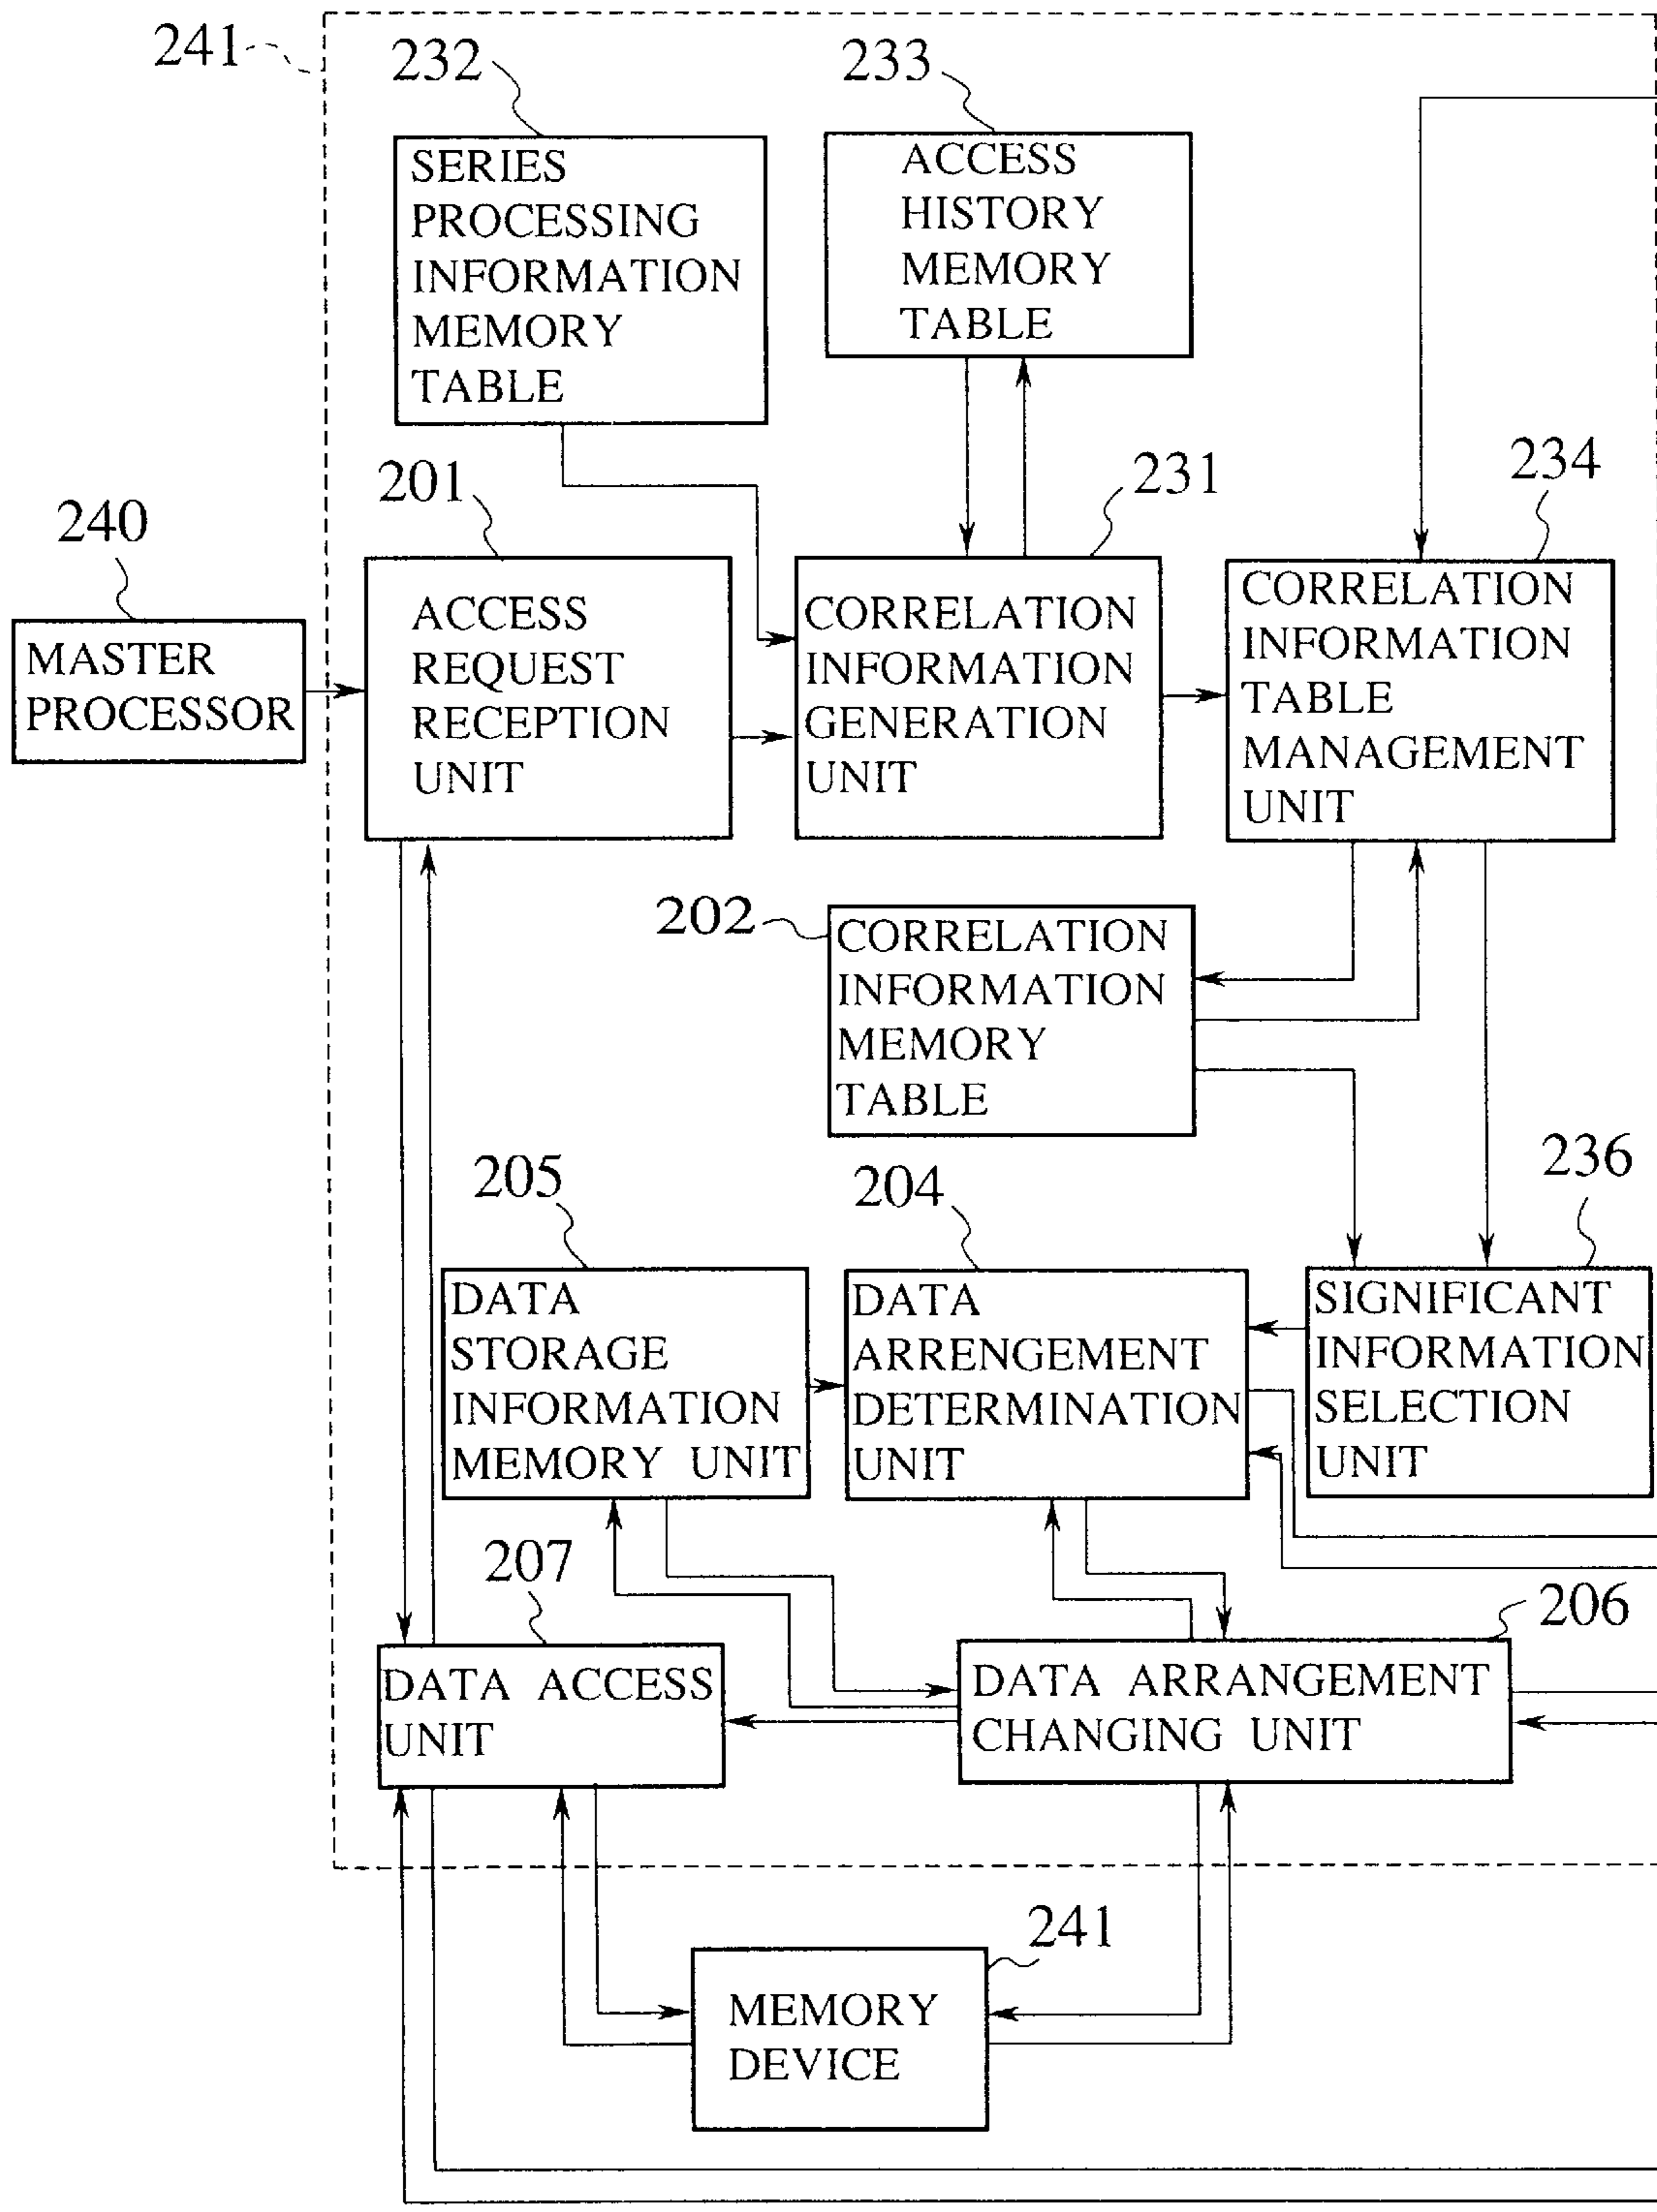 241
232
SERIES
PROCESSING
INFORMATION
MEMORY
TABLE
233
ACCESS
HISTORY
MEMORY
TABLE
240
MASTER
PROCESSOR
201
ACCESS
REQUEST
RECEPTION
UNIT
231
CORRELATION
INFORMATION
GENERATION
UNIT
234
CORRELATION
INFORMATION
TABLE
MANAGEMENT
UNIT
202
CORRELATION
INFORMATION
MEMORY
TABLE
205
DATA
STORAGE
INFORMATION
MEMORY UNIT
204
DATA
ARRENGEMENT
DETERMINATION
UNIT
236
SIGNIFICANT
INFORMATION
SELECTION
UNIT
207
DATA ACCESS
UNIT
206
DATA ARRANGEMENT
CHANGING UNIT
241
MEMORY
DEVICE